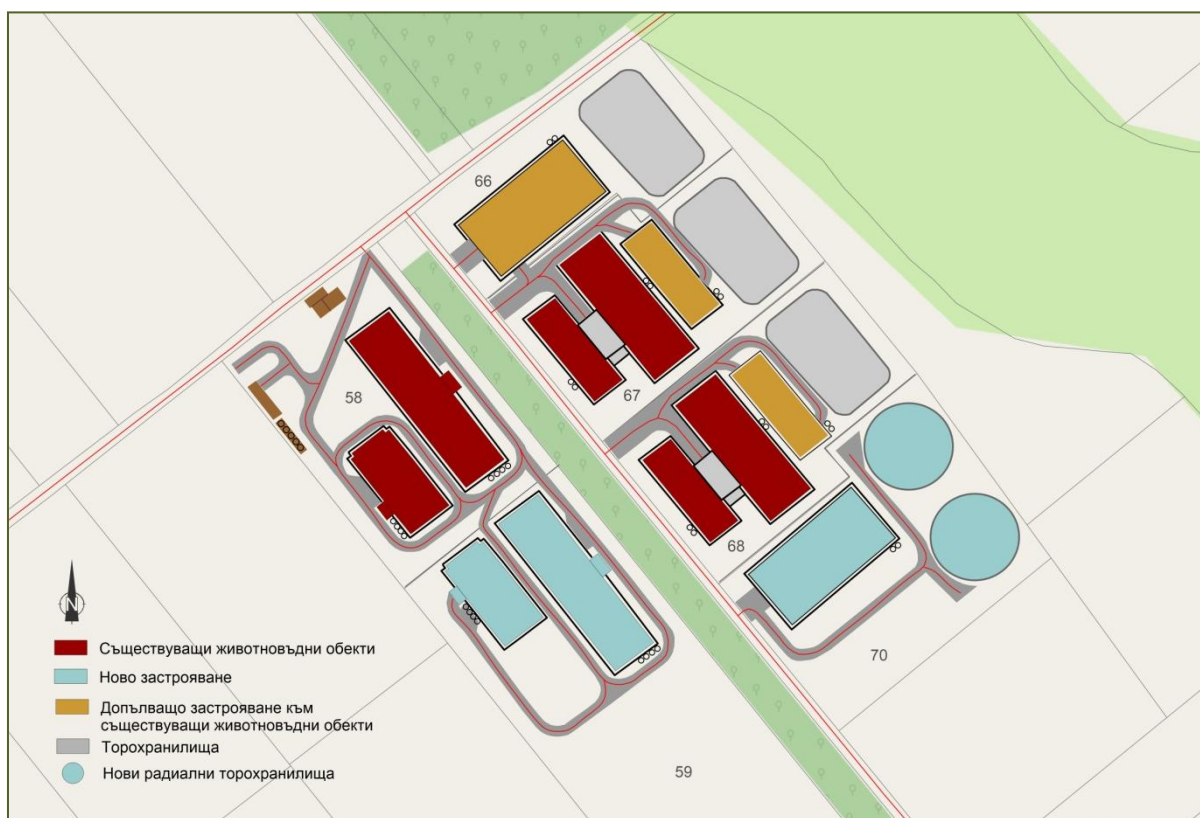 66
67
58
68
70
59
N
Съществуващи животновъдни обекти
Ново застрояване
Допълващо застрояване към
съществуващи животновъдни обекти
Торохранилища
Нови радиални торохранилища